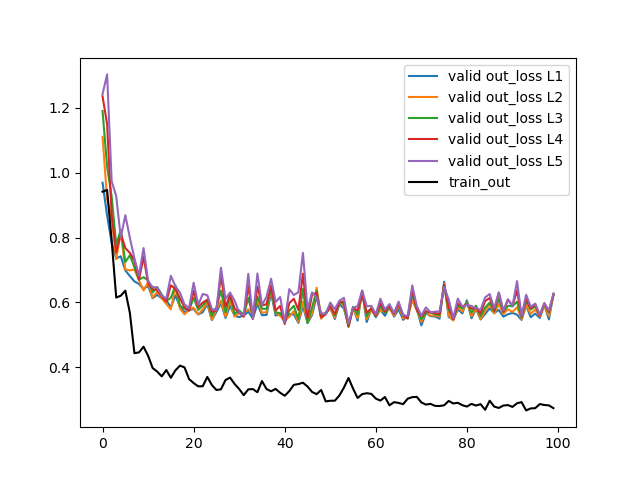 valid out_loss L1
valid out_loss L2
valid out_loss L3
valid out_loss L4
valid out_loss L5
train_out
1.2
1.0
0.8
0.6
0.4
0 20 40 60 80 100